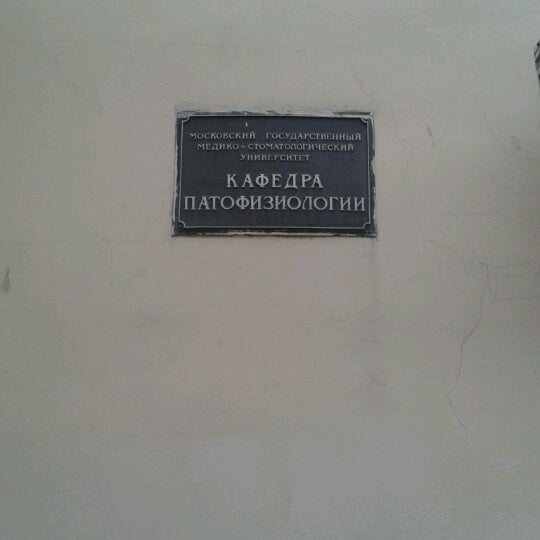 МОСКОВСКИЙ ГОСУДАРСТВЕННЫЙ
МЕДИКО-СТОМАТОЛОГИЧЕСКИЙ
УНИВЕРСИТЕТ
КАФЕДРА
ПАТОФИЗИОЛОГИИ